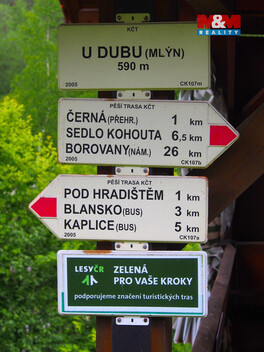 M&M
REALITY
KČT
U DUBU (MLÝN)
590 m
CK107m
PĚŠÍ TRASA KČT
ČERNÁ (PŘEHR.) 1 km
SEDLO KOHOUTA 6,5 km
BOROVANY (NÁM.) 26 km
2005 CK107b
PĚŠÍ TRASA KČT
POD HRADIŠTĚM 1 km
BLANSKO (BUS) 3 km
KAPLICE (BUS) 5 km
2005 CK107a
LESY ČR
ZELENÁ
PRO VAŠE KROKY
podporujeme značení turistických tras